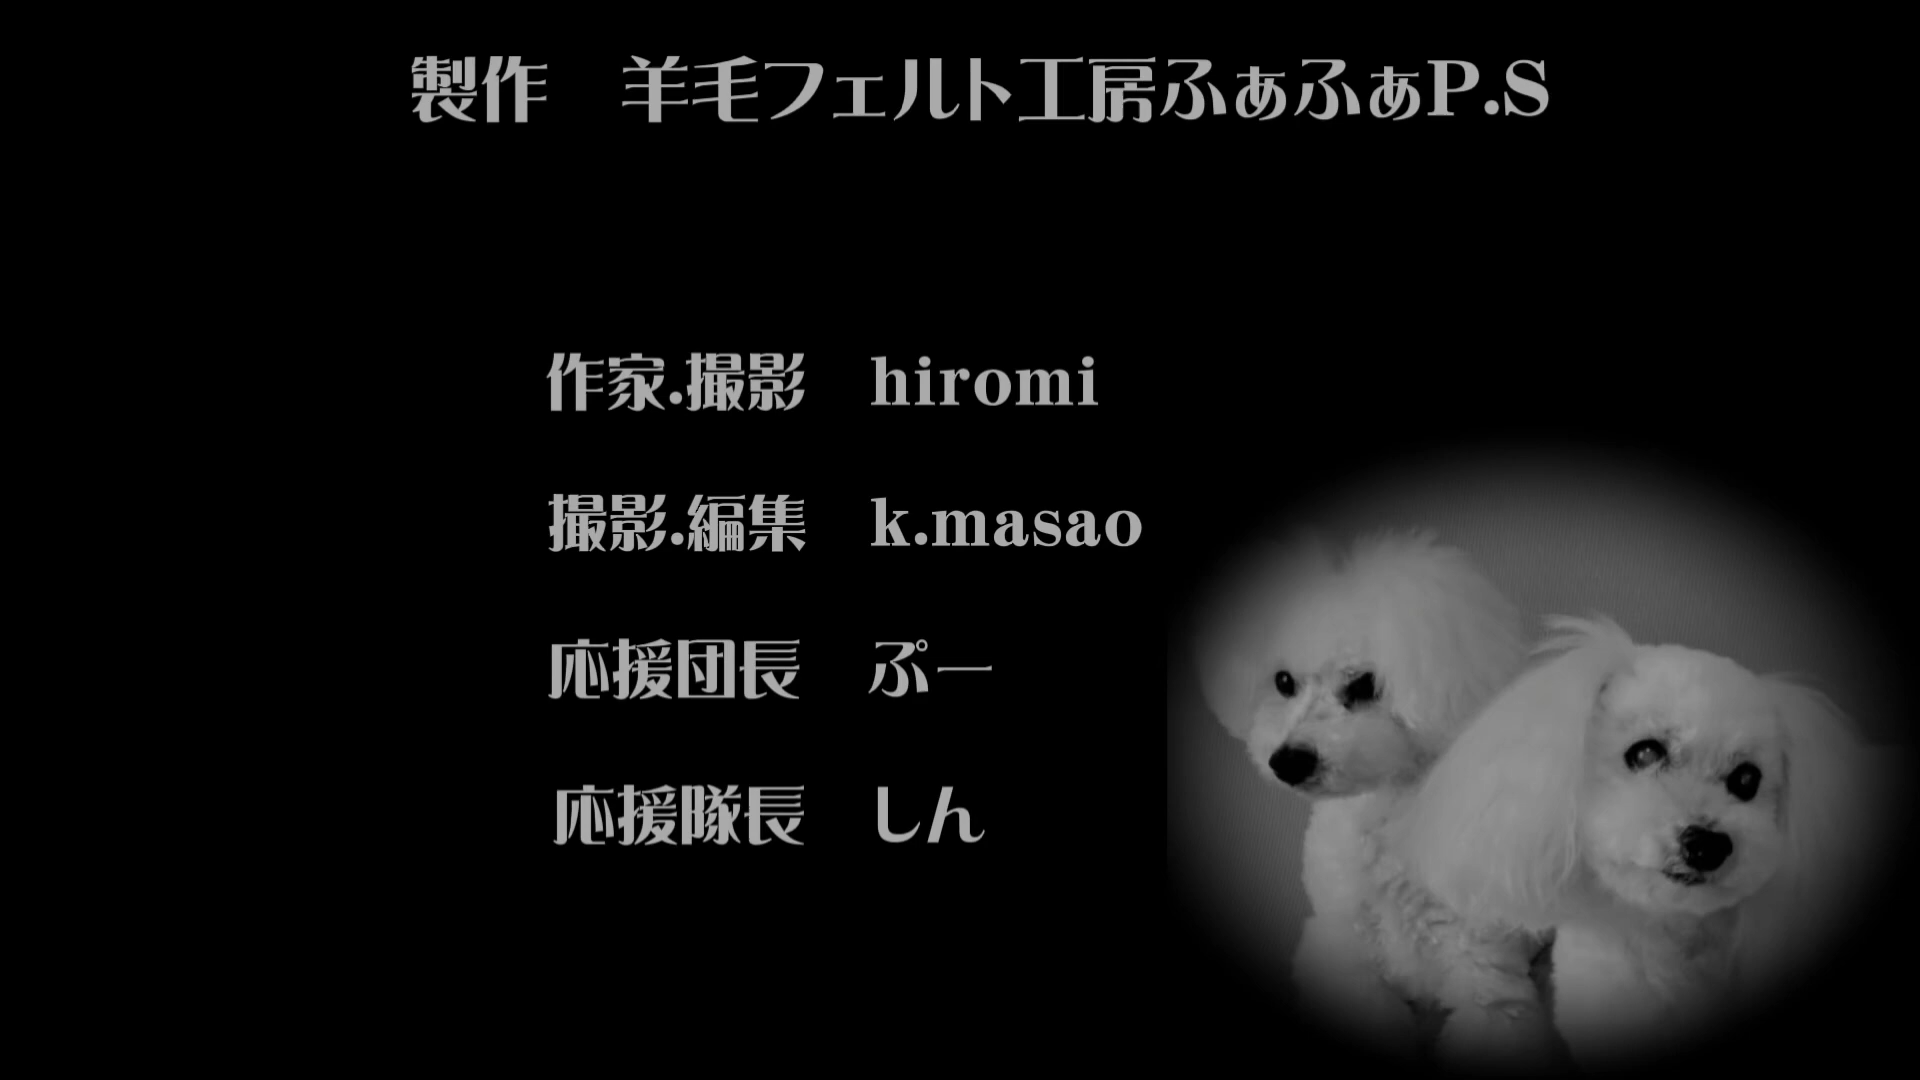 製作　羊毛フェルト工房ふぁふぁP.S
作家.撮影　hiromi
撮影.編集　k.masao
応援団長　ぷー
応援隊長　しん